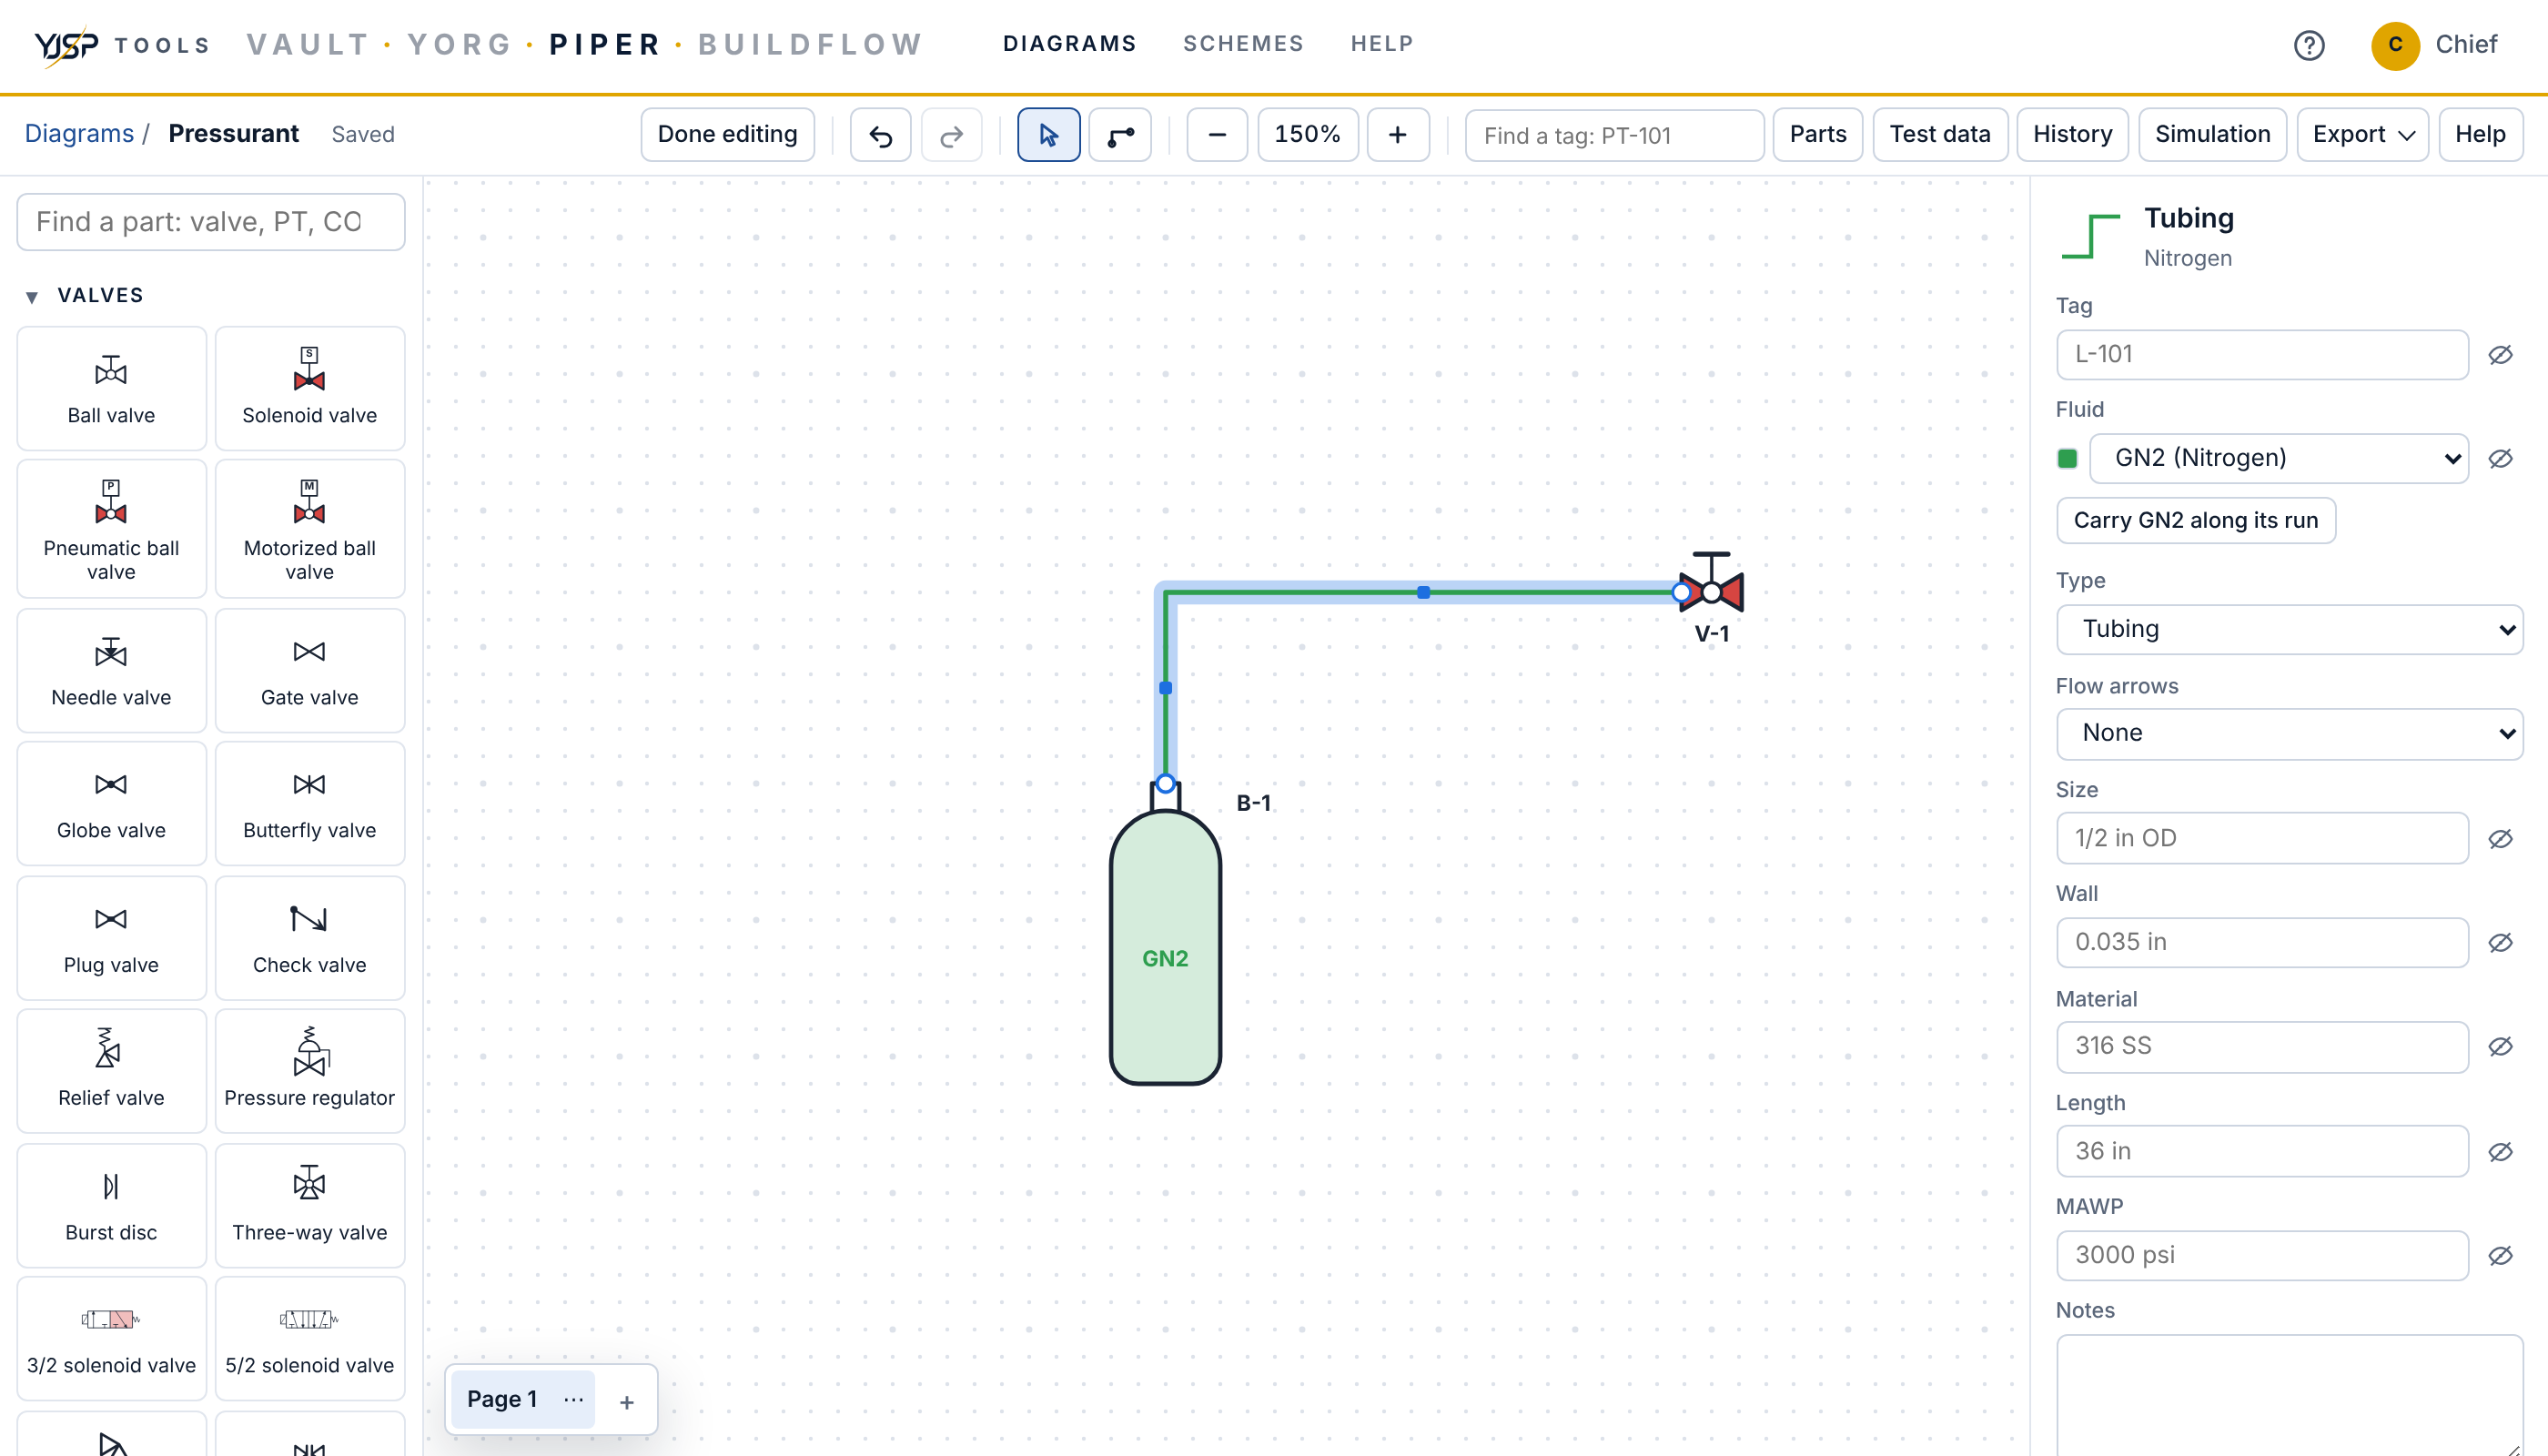 YJSP TOOLS VAULT · YORG · PIPER · BUILDFLOW DIAGRAMS SCHEMES HELP ? C Chief
Diagrams / Pressurant Saved Done editing − 150% + Find a tag: PT-101 Parts Test data History Simulation Export Help
Find a part: valve, PT, CO
VALVES
Ball valve
S
Solenoid valve
P
Pneumatic ball
valve
M
Motorized ball
valve
Needle valve
Gate valve
Globe valve
Butterfly valve
Plug valve
Check valve
Relief valve
Pressure regulator
Burst disc
Three-way valve
3/2 solenoid valve
5/2 solenoid valve
V-1
B-1
GN2
Page 1 ··· +
Tubing
Nitrogen
Tag
L-101
Fluid
GN2 (Nitrogen)
Carry GN2 along its run
Type
Tubing
Flow arrows
None
Size
1/2 in OD
Wall
0.035 in
Material
316 SS
Length
36 in
MAWP
3000 psi
Notes